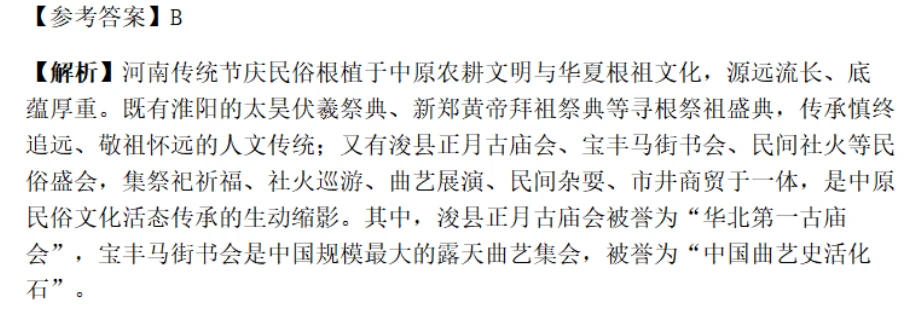 【参考答案】B
【解析】河南传统节庆民俗根植于中原农耕文明与华夏根祖文化，源远流长、底
蕴厚重。既有淮阳的太昊伏羲祭典、新郑黄帝拜祖祭典等寻根祭祖盛典，传承慎终
追远、敬祖怀远的人文传统；又有浚县正月古庙会、宝丰马街书会、民间社火等民
俗盛会，集祭祀祈福、社火巡游、曲艺展演、民间杂耍、市井商贸于一体，是中原
民俗文化活态传承的生动缩影。其中，浚县正月古庙会被誉为“华北第一古庙
会”，宝丰马街书会是中国规模最大的露天曲艺集会，被誉为“中国曲艺史活化
石”。